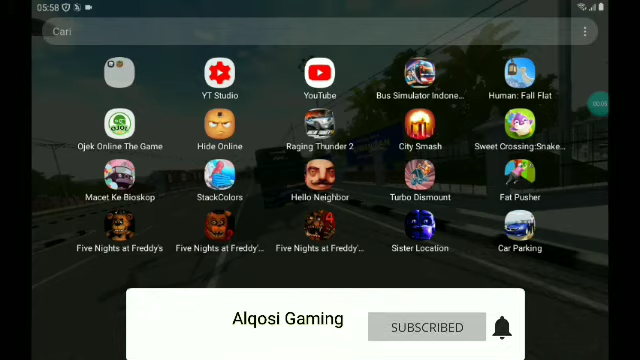 05:58
Cari
YT Studio
YouTube
Bus Simulator Indone...
Human: Fall Flat
00:05
Ojek Online The Game
Hide Online
Raging Thunder 2
City Smash
Sweet Crossing:Snake...
Macet Ke Bioskop
StackColors
Hello Neighbor
Turbo Dismount
Fat Pusher
Five Nights at Freddy's
Five Nights at Freddy'...
Five Nights at Freddy'...
Sister Location
Car Parking
Alqosi Gaming
SUBSCRIBED